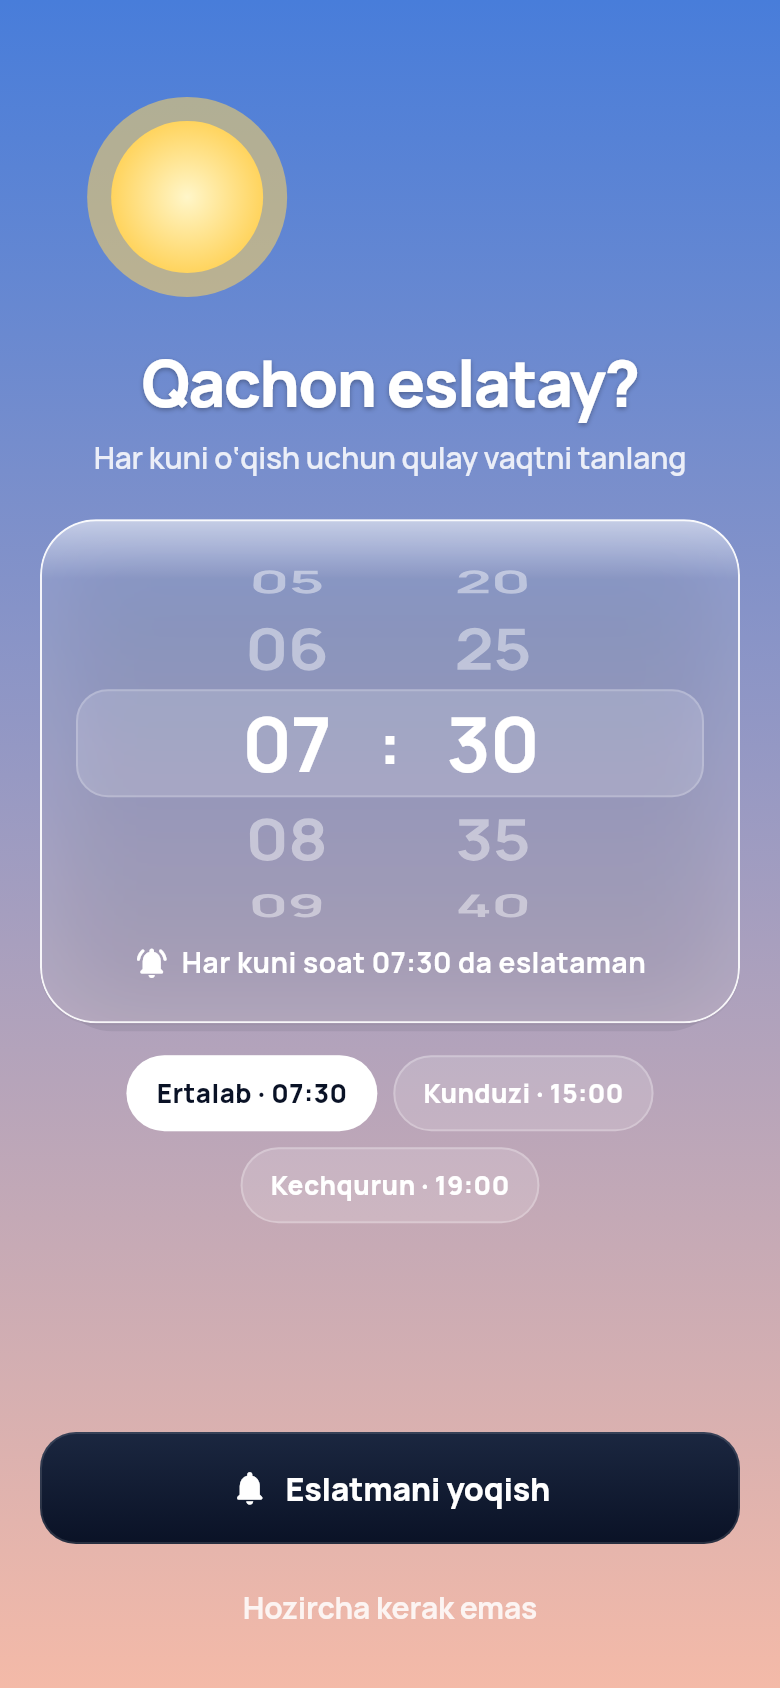 Qachon eslatay?
Har kuni oʻqish uchun qulay vaqtni tanlang
05 20
06 25
07 : 30
08 35
09 40
Har kuni soat 07:30 da eslataman
Ertalab · 07:30 Kunduzi · 15:00
Kechqurun · 19:00
Eslatmani yoqish
Hozircha kerak emas